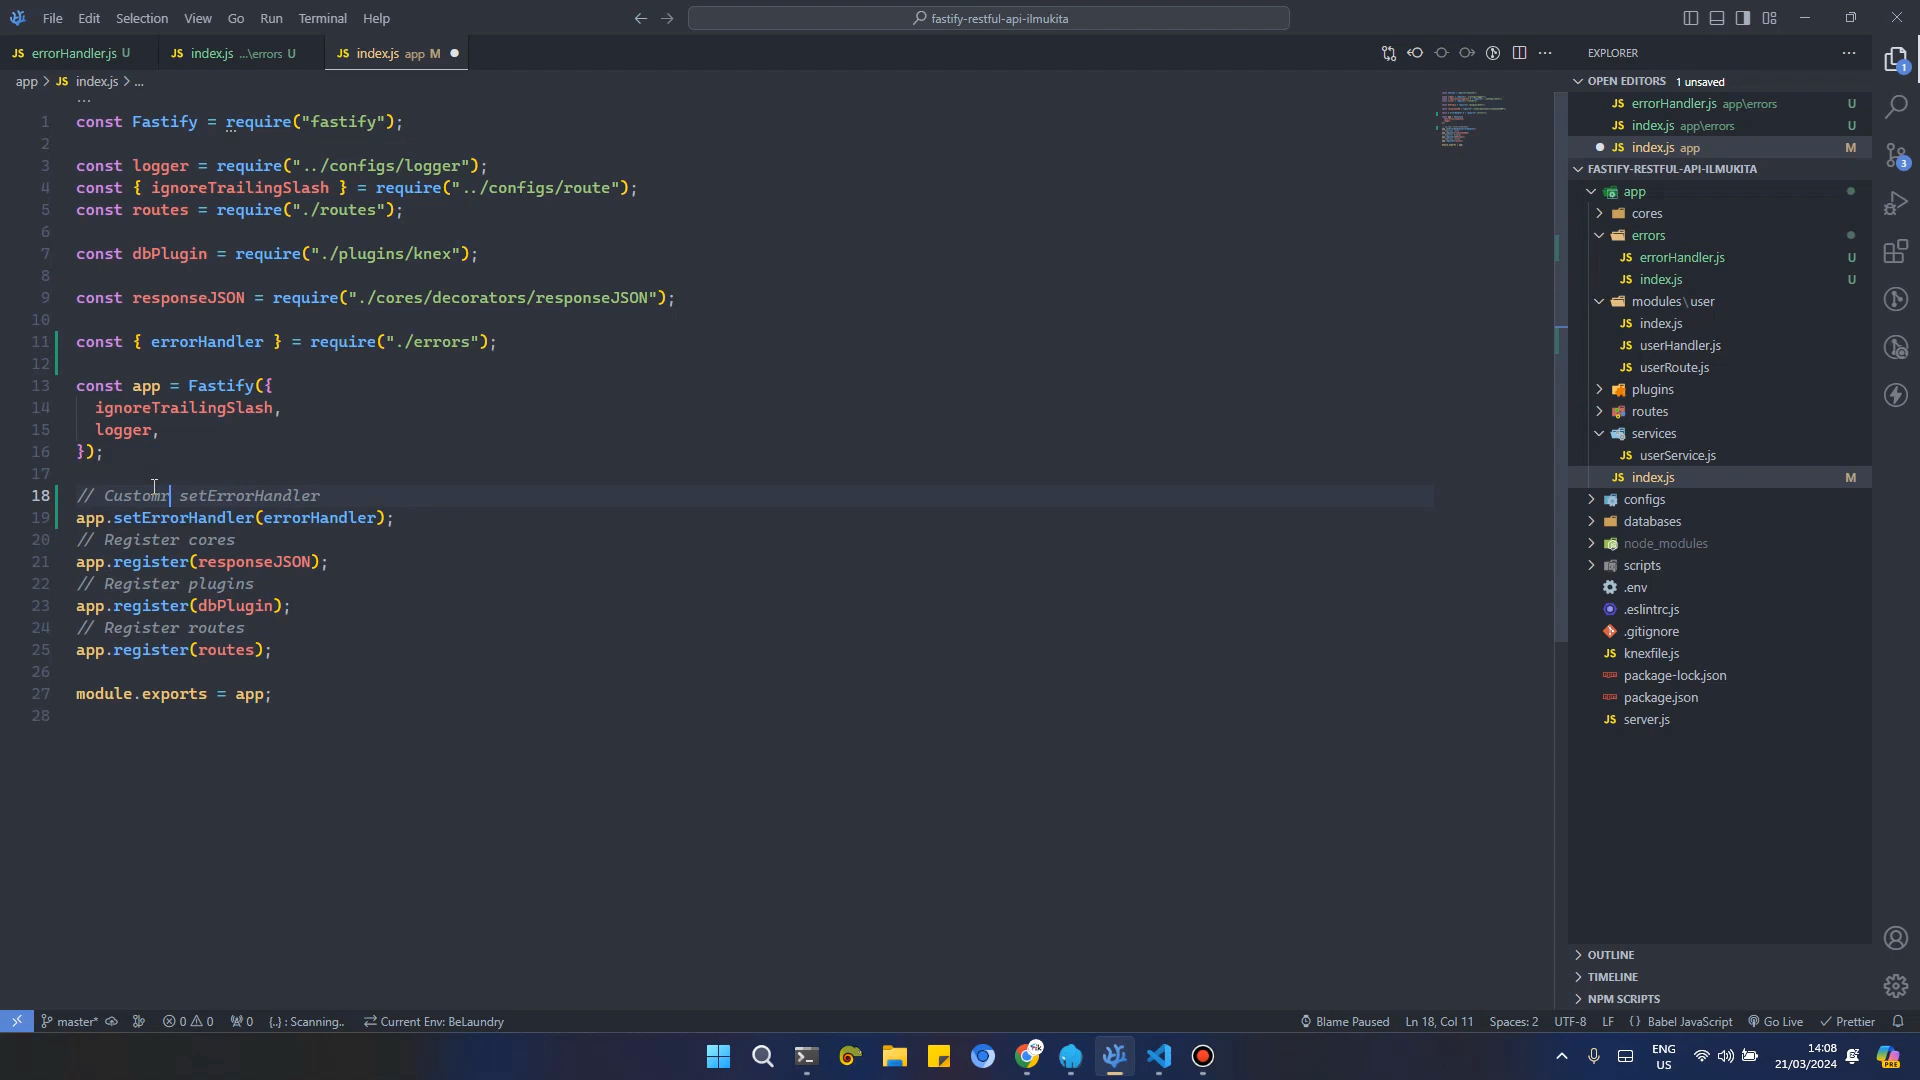 File Edit Selection View Go Run Terminal Help
fastify-restful-api-ilmukita
JS errorHandler.js U
JS index.js ...\errors U
JS index.js app M
app > JS index.js > ...
...
1 const Fastify = require("fastify");
2
3 const logger = require("../configs/logger");
4 const { ignoreTrailingSlash } = require("../configs/route");
5 const routes = require("./routes");
6
7 const dbPlugin = require("./plugins/knex");
8
9 const responseJSON = require("./cores/decorators/responseJSON");
10
11 const { errorHandler } = require("./errors");
12
13 const app = Fastify({
14 ignoreTrailingSlash,
15 logger,
16 });
17
18 // Customr setErrorHandler
19 app.setErrorHandler(errorHandler);
20 // Register cores
21 app.register(responseJSON);
22 // Register plugins
23 app.register(dbPlugin);
24 // Register routes
25 app.register(routes);
26
27 module.exports = app;
28
EXPLORER
OPEN EDITORS 1 unsaved
JS errorHandler.js app\errors U
JS index.js app\errors U
JS index.js app M
FASTIFY-RESTFUL-API-ILMUKITA
app
cores
errors
JS errorHandler.js U
JS index.js U
modules\user
JS index.js
JS userHandler.js
JS userRoute.js
plugins
routes
services
JS userService.js
JS index.js M
configs
databases
node_modules
scripts
.env
.eslintrc.js
.gitignore
JS knexfile.js
package-lock.json
package.json
JS server.js
OUTLINE
TIMELINE
NPM SCRIPTS
1
3
master* 0 0 0 {..} : Scanning.. Current Env: BeLaundry
Blame Paused Ln 18, Col 11 Spaces: 2 UTF-8 LF {} Babel JavaScript Go Live Prettier
ENG
US
14:08
21/03/2024
PRE